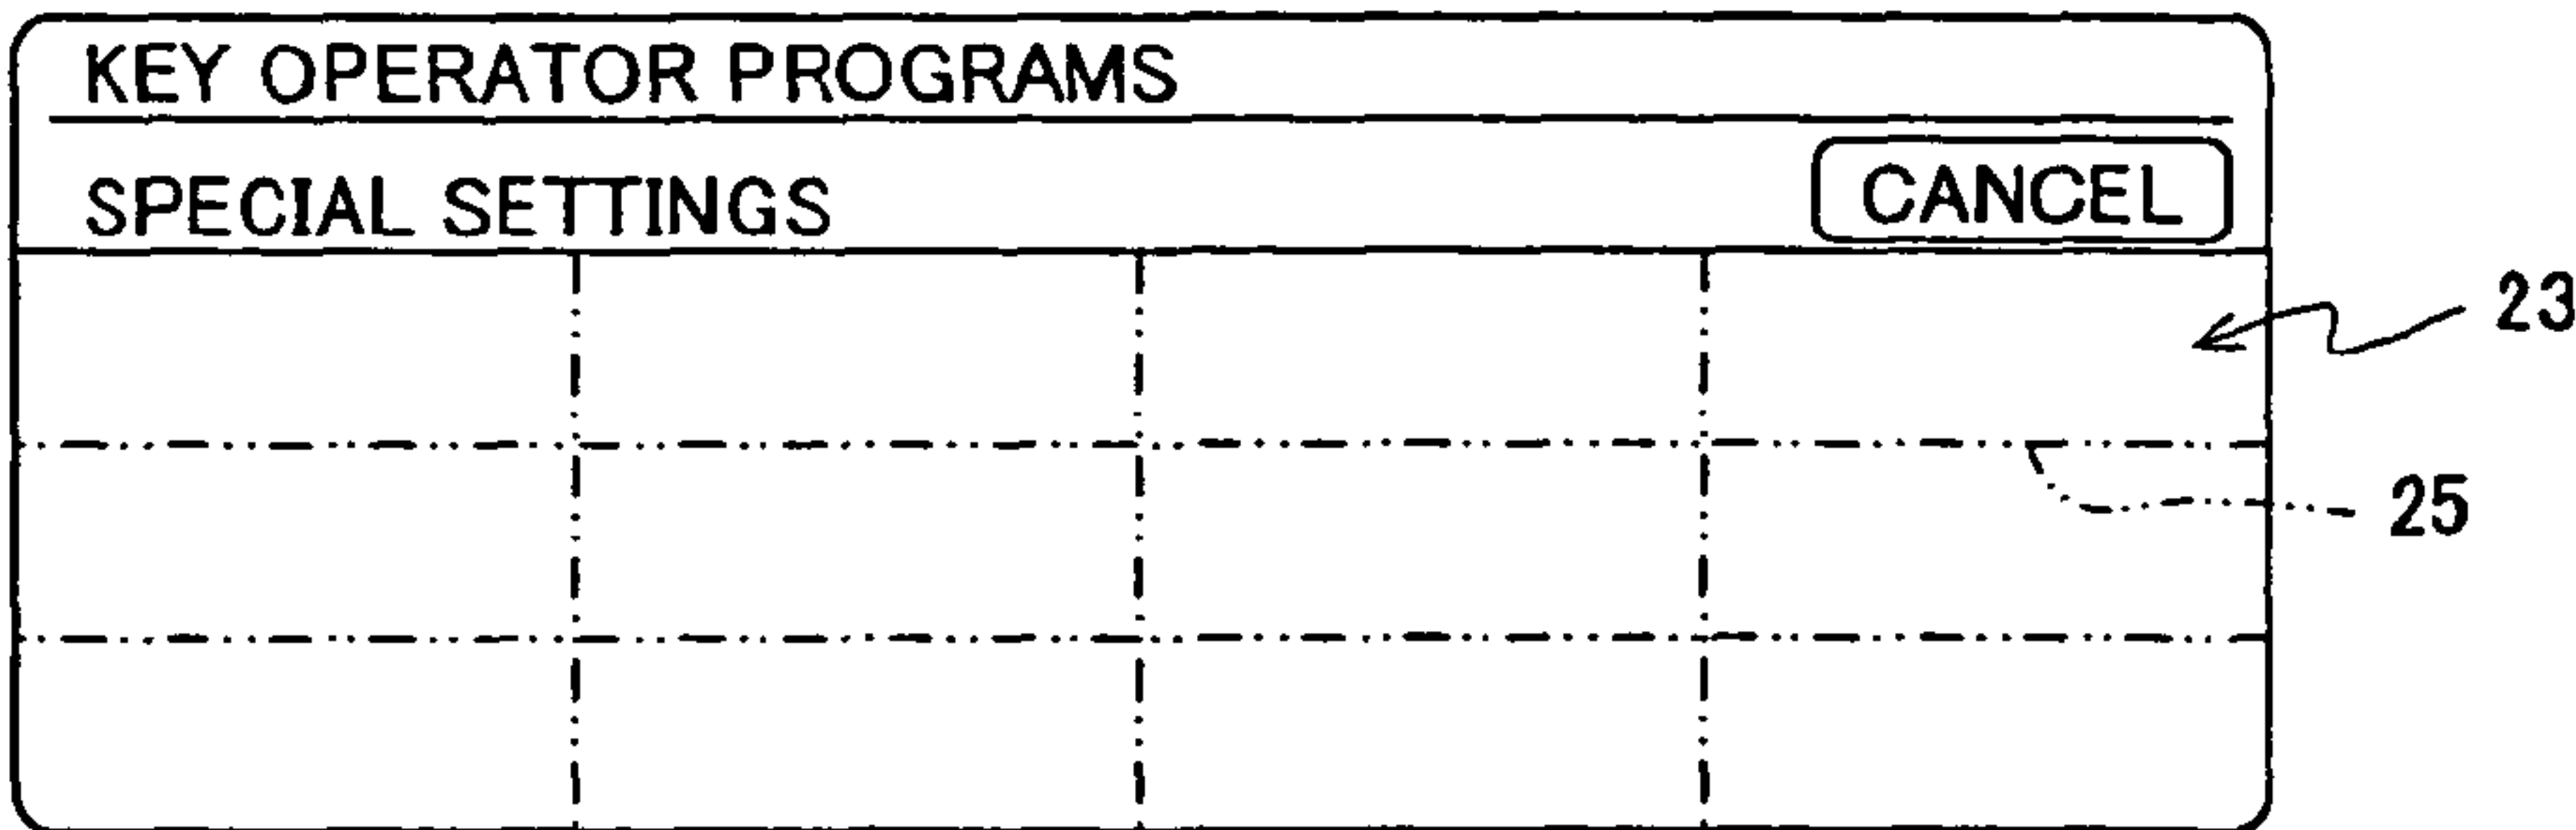 KEY OPERATOR PROGRAMS
SPECIAL SETTINGS
CANCEL
23
25